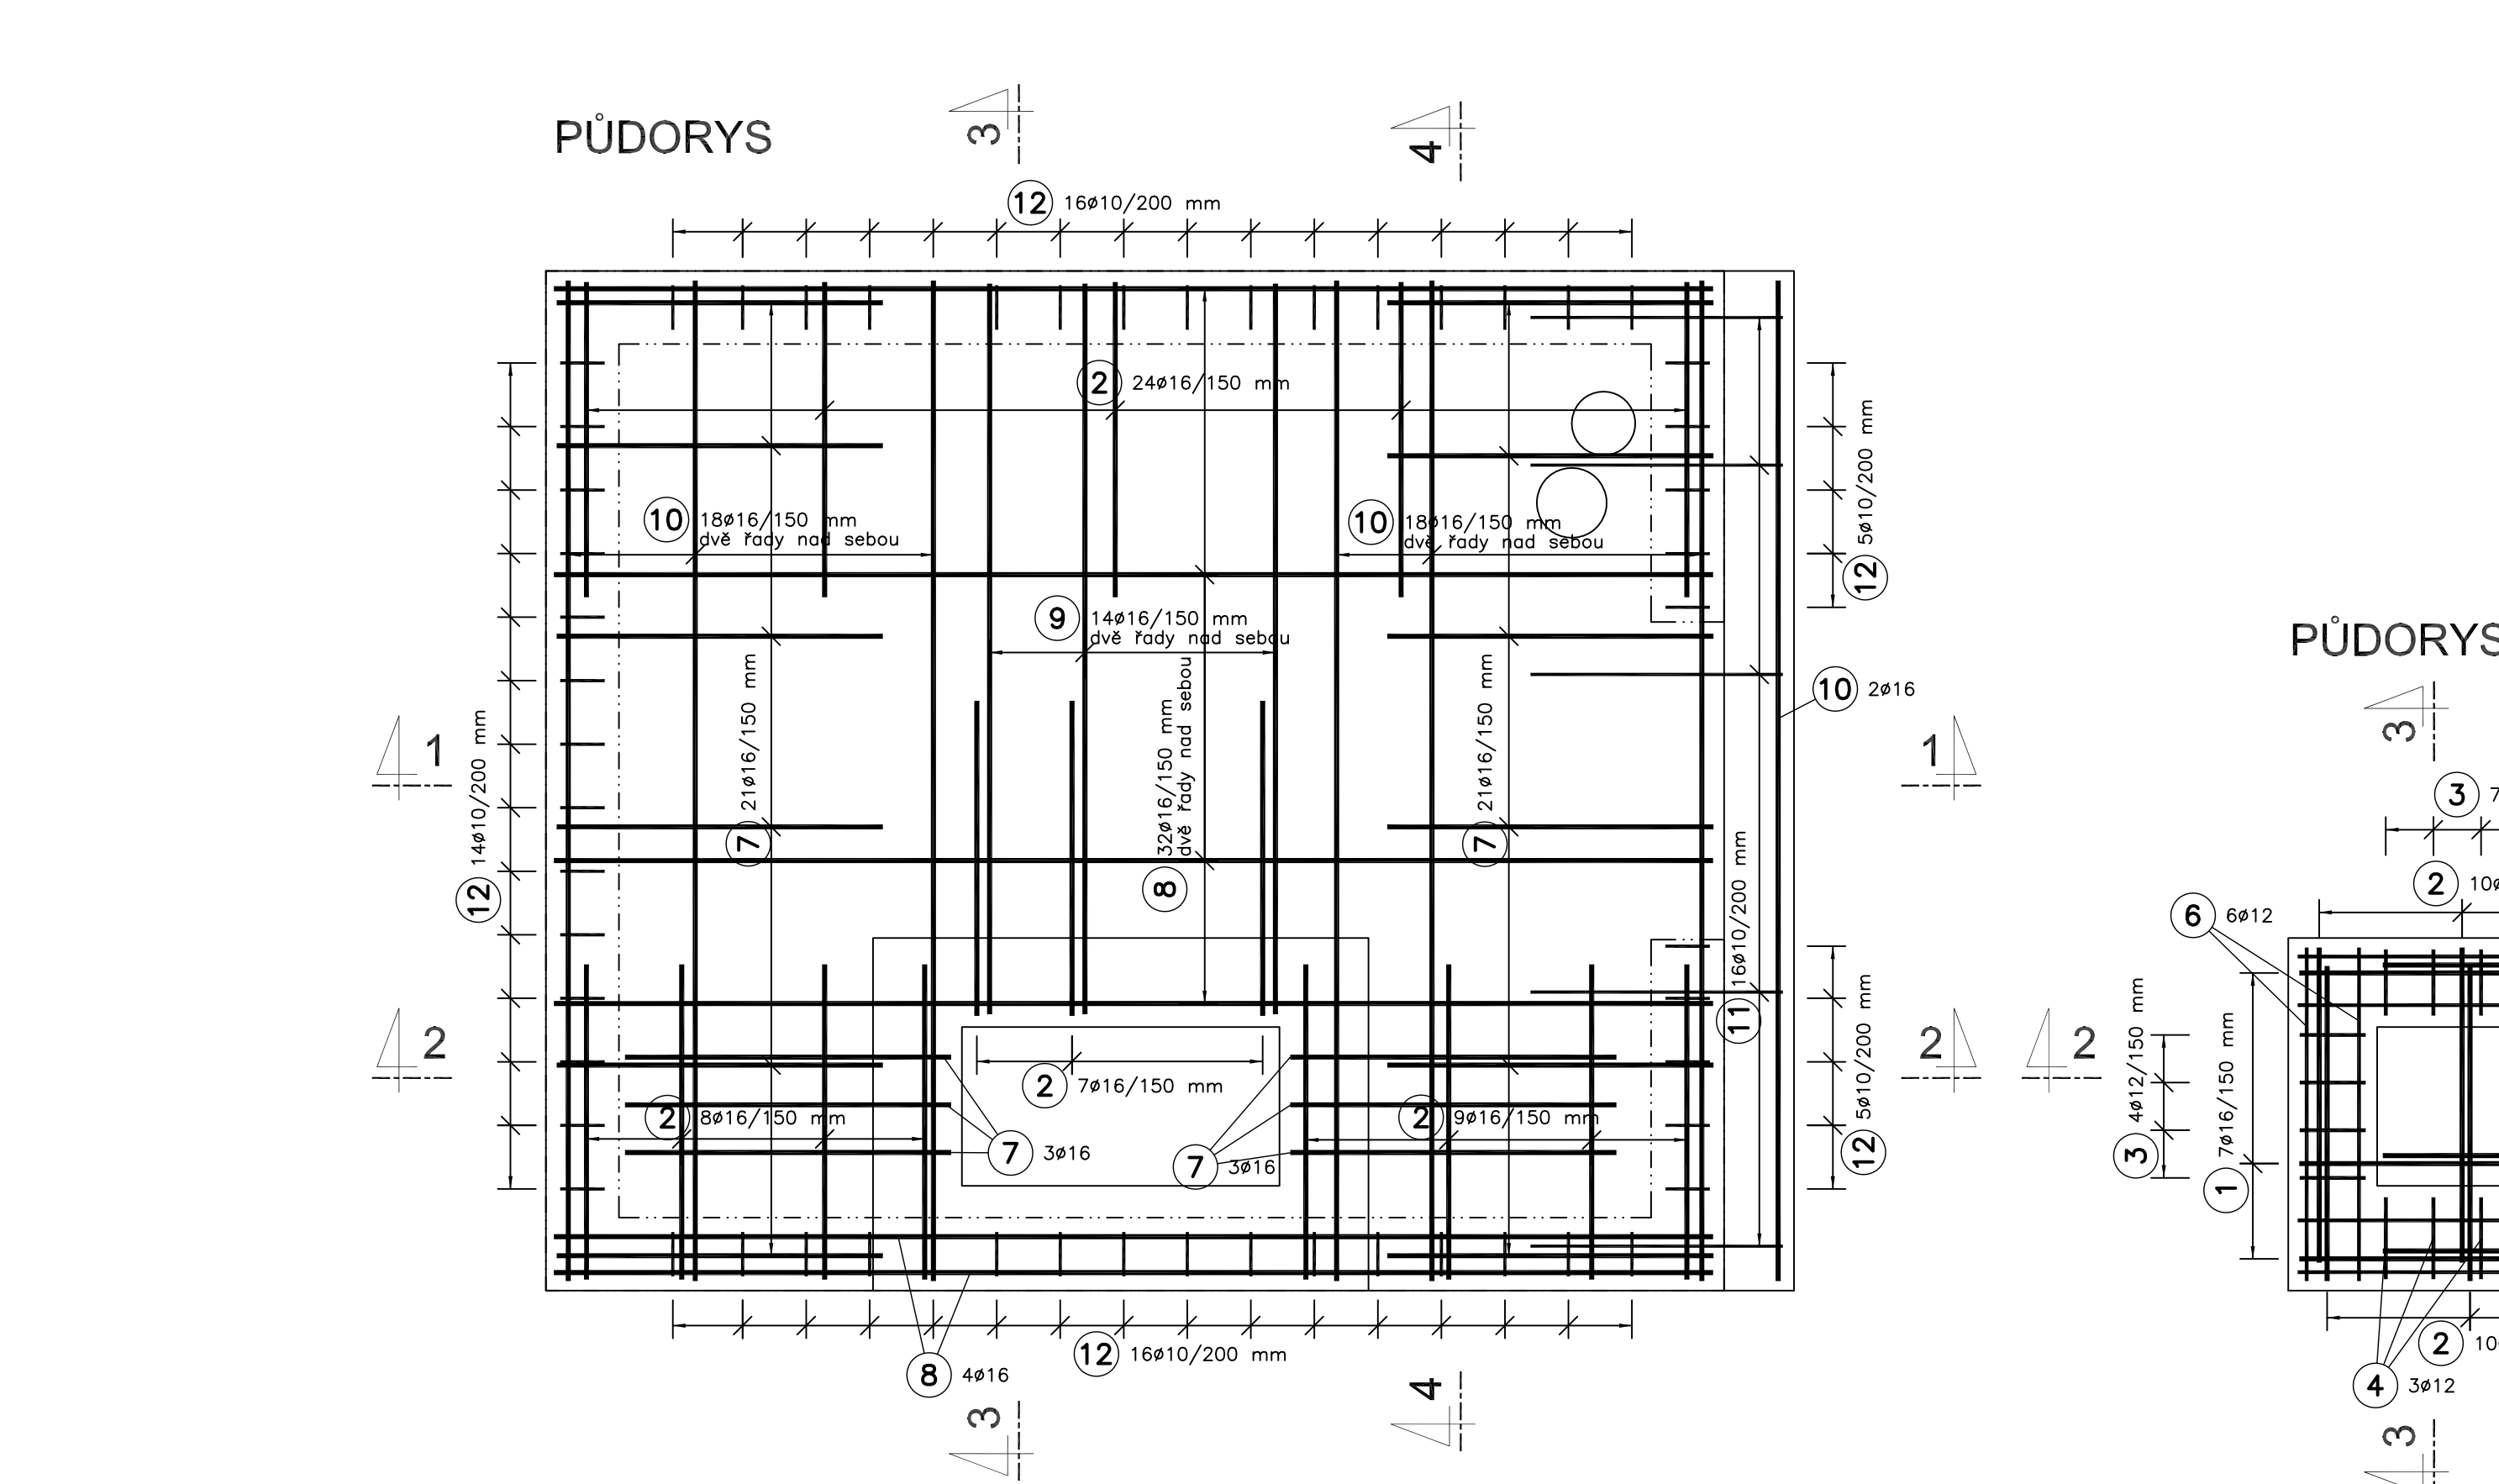 PŮDORYS
3
4
12 16ø10/200 mm
2 24ø16/150 mm
10 18ø16/150 mm
dvě řady nad sebou
10 18ø16/150 mm
dvě řady nad sebou
5ø10/200 mm
12
9 14ø16/150 mm
dvě řady nad sebou
7 21ø16/150 mm
8 32ø16/150 mm
dvě řady nad sebou
7 21ø16/150 mm
10 2ø16
1
1
12 14ø10/200 mm
11 16ø10/200 mm
2
2
2 7ø16/150 mm
2 8ø16/150 mm
2 9ø16/150 mm
7 3ø16
7 3ø16
12 5ø10/200 mm
12 16ø10/200 mm
8 4ø16
3
4
PŮDORYS
3
3 7
2 10ø
6 6ø12
2
3 4ø12/150 mm
1 7ø16/150 mm
2 10
4 3ø12
3